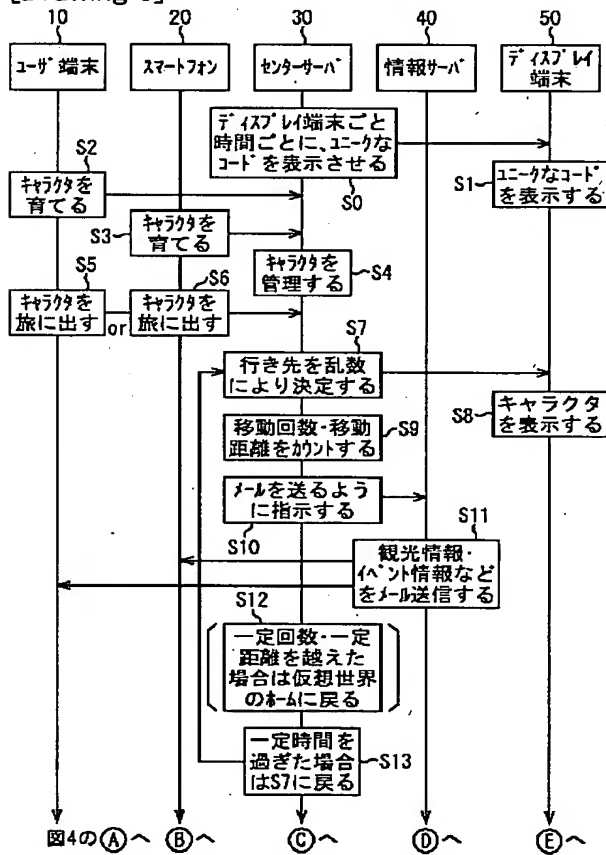 10 20 30 40 50
ユーザ端末 スマートフォン センターサーバ 情報サーバ ディスプレイ
端末
ディスプレイ端末ごと
時間ごとに、ユニークな
コードを表示させる
S0
S1
ユニークなコード
を表示する
S2
キャラクタを
育てる
S3
キャラクタを
育てる
キャラクタを
管理する
S4
S5
キャラクタを
旅に出す
or
S6
キャラクタを
旅に出す
S7
行き先を乱数
により決定する
S8
キャラクタ
を表示する
移動回数・移動
距離をカウントする
S9
メールを送るよう
に指示する
S10
S11
観光情報・
イベント情報など
をメール送信する
S12
一定回数・一定
距離を越えた
場合は仮想世界
のホームに戻る
一定時間を
過ぎた場合
はS7に戻る
S13
図4のⒶへ Ⓑへ Ⓒへ Ⓓへ Ⓔへ